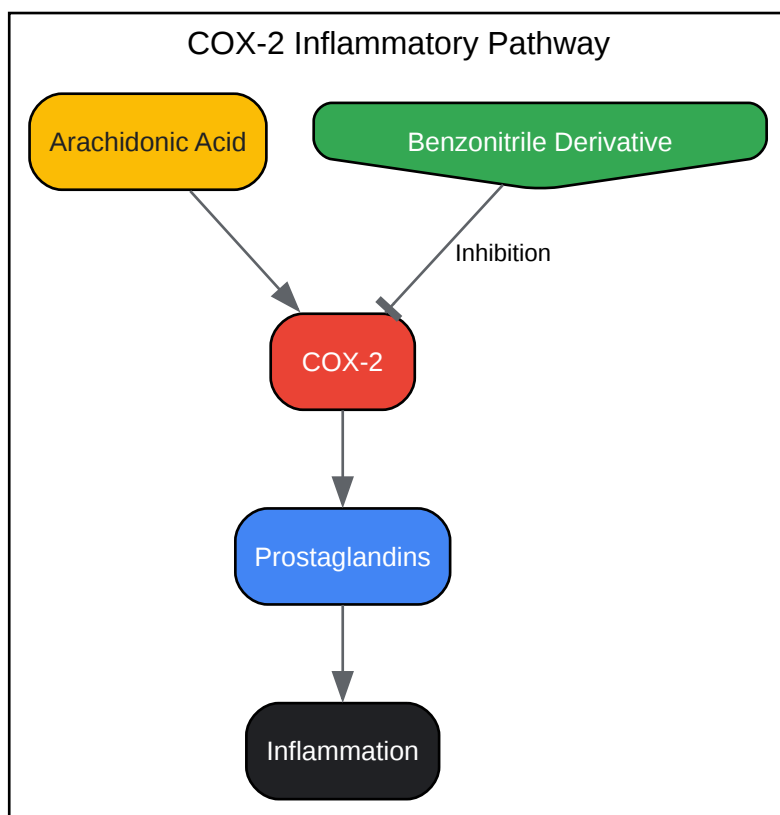 COX-2 Inflammatory Pathway
Arachidonic Acid
Benzonitrile Derivative
Inhibition
COX-2
Prostaglandins
Inflammation